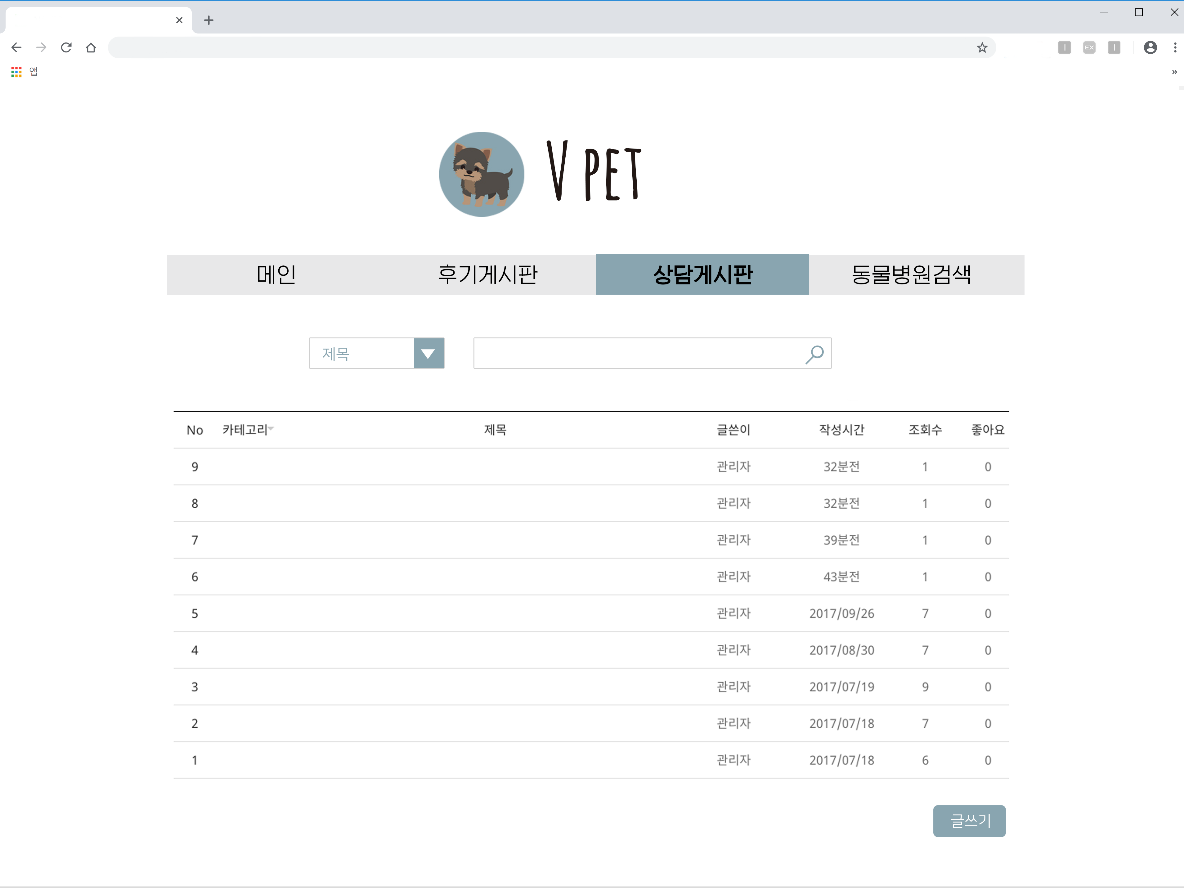 앱
»
V PET
메인 후기게시판 상담게시판 동물병원검색
제목
No 카테고리 제목 글쓴이 작성시간 조회수 좋아요
9 관리자 32분전 1 0
8 관리자 32분전 1 0
7 관리자 39분전 1 0
6 관리자 43분전 1 0
5 관리자 2017/09/26 7 0
4 관리자 2017/08/30 7 0
3 관리자 2017/07/19 9 0
2 관리자 2017/07/18 7 0
1 관리자 2017/07/18 6 0
글쓰기